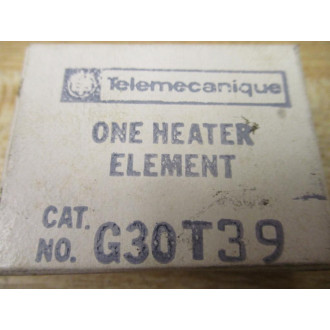 Telemecanique
ONE HEATER
ELEMENT
CAT.
NO. G30T39